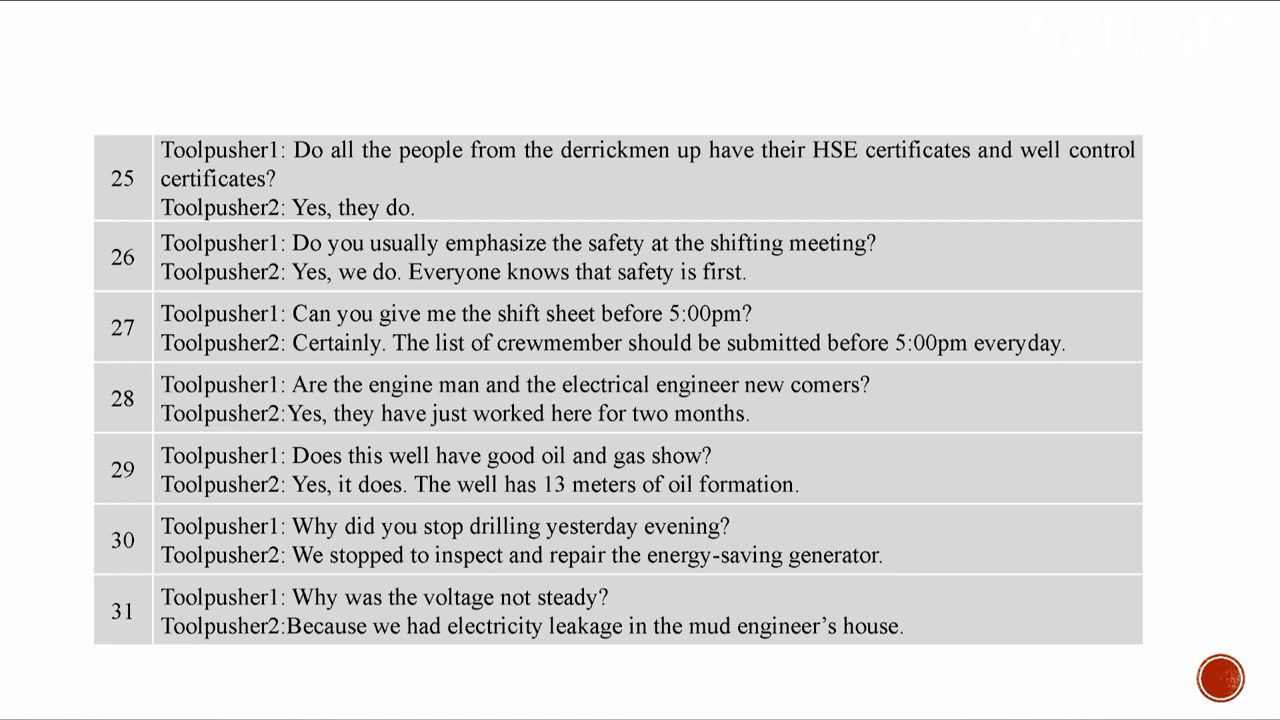 25
Toolpusher1: Do all the people from the derrickmen up have their HSE certificates and well control
certificates?
Toolpusher2: Yes, they do.
26
Toolpusher1: Do you usually emphasize the safety at the shifting meeting?
Toolpusher2: Yes, we do. Everyone knows that safety is first.
27
Toolpusher1: Can you give me the shift sheet before 5:00pm?
Toolpusher2: Certainly. The list of crewmember should be submitted before 5:00pm everyday.
28
Toolpusher1: Are the engine man and the electrical engineer new comers?
Toolpusher2:Yes, they have just worked here for two months.
29
Toolpusher1: Does this well have good oil and gas show?
Toolpusher2: Yes, it does. The well has 13 meters of oil formation.
30
Toolpusher1: Why did you stop drilling yesterday evening?
Toolpusher2: We stopped to inspect and repair the energy-saving generator.
31
Toolpusher1: Why was the voltage not steady?
Toolpusher2:Because we had electricity leakage in the mud engineer’s house.